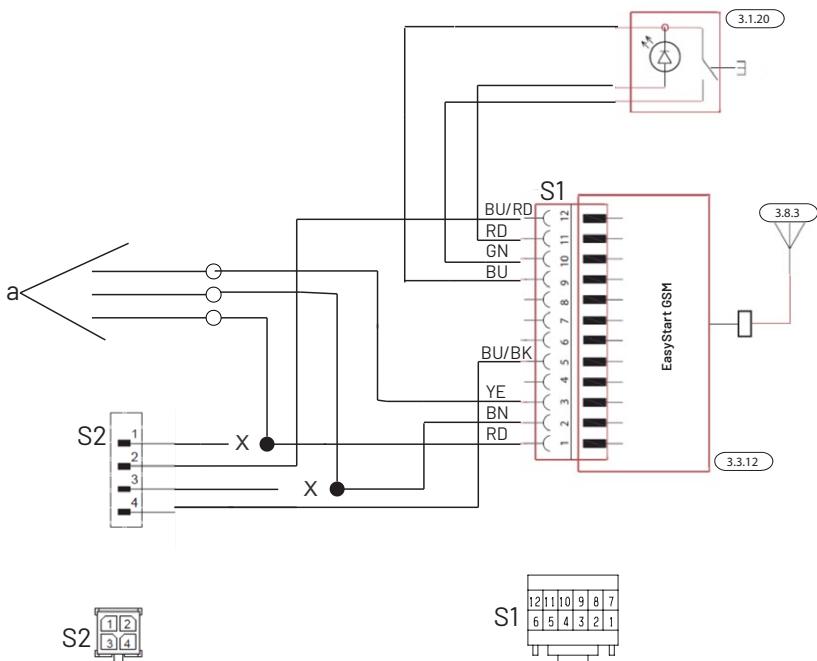 3.1.20
S1
BU/RD
12
RD
11
GN
10
BU
9
8
7
6
BU/BK
5
4
YE
3
BN
2
RD
1
EasyStart GSM
3.8.3
3.3.12
a
S2
1
X
2
3
X
4
S2
1 2
3 4
S1
12 11 10 9 8 7
6 5 4 3 2 1